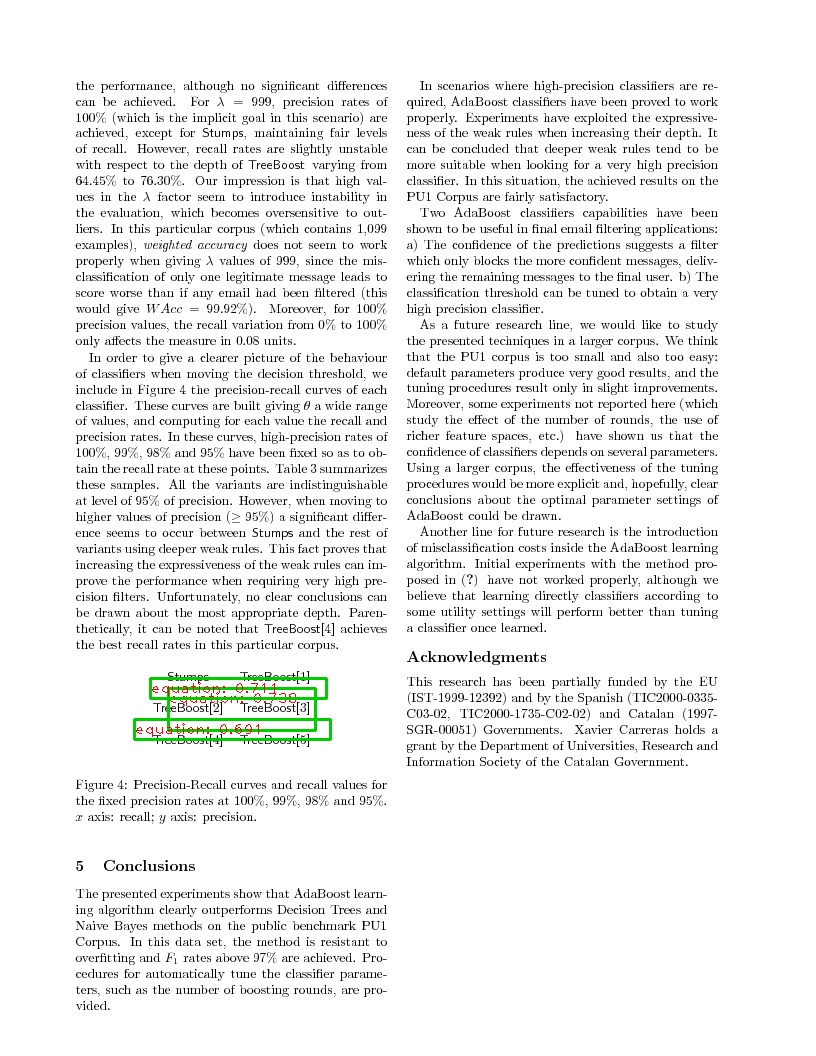 the performance, although no significant differences
can be achieved. For λ = 999, precision rates of
100% (which is the implicit goal in this scenario) are
achieved, except for Stumps, maintaining fair levels
of recall. However, recall rates are slightly unstable
with respect to the depth of TreeBoost varying from
64.45% to 76.30%. Our impression is that high val-
ues in the λ factor seem to introduce instability in
the evaluation, which becomes oversensitive to out-
liers. In this particular corpus (which contains 1,099
examples), weighted accuracy does not seem to work
properly when giving λ values of 999, since the mis-
classification of only one legitimate message leads to
score worse than if any email had been filtered (this
would give WAcc = 99.92%). Moreover, for 100%
precision values, the recall variation from 0% to 100%
only affects the measure in 0.08 units.
In order to give a clearer picture of the behaviour
of classifiers when moving the decision threshold, we
include in Figure 4 the precision-recall curves of each
classifier. These curves are built giving θ a wide range
of values, and computing for each value the recall and
precision rates. In these curves, high-precision rates of
100%, 99%, 98% and 95% have been fixed so as to ob-
tain the recall rate at these points. Table 3 summarizes
these samples. All the variants are indistinguishable
at level of 95% of precision. However, when moving to
higher values of precision (≥ 95%) a significant differ-
ence seems to occur between Stumps and the rest of
variants using deeper weak rules. This fact proves that
increasing the expressiveness of the weak rules can im-
prove the performance when requiring very high pre-
cision filters. Unfortunately, no clear conclusions can
be drawn about the most appropriate depth. Paren-
thetically, it can be noted that TreeBoost[4] achieves
the best recall rates in this particular corpus.
Stumps TreeBoost[1]
equation: 0.711
equation: 0.738
TreeBoost[2] TreeBoost[3]
equation: 0.691
TreeBoost[4] TreeBoost[5]
Figure 4: Precision-Recall curves and recall values for
the fixed precision rates at 100%, 99%, 98% and 95%.
x axis: recall; y axis: precision.
5 Conclusions
The presented experiments show that AdaBoost learn-
ing algorithm clearly outperforms Decision Trees and
Naive Bayes methods on the public benchmark PU1
Corpus. In this data set, the method is resistant to
overfitting and F1 rates above 97% are achieved. Pro-
cedures for automatically tune the classifier parame-
ters, such as the number of boosting rounds, are pro-
vided.
In scenarios where high-precision classifiers are re-
quired, AdaBoost classifiers have been proved to work
properly. Experiments have exploited the expressive-
ness of the weak rules when increasing their depth. It
can be concluded that deeper weak rules tend to be
more suitable when looking for a very high precision
classifier. In this situation, the achieved results on the
PU1 Corpus are fairly satisfactory.
Two AdaBoost classifiers capabilities have been
shown to be useful in final email filtering applications:
a) The confidence of the predictions suggests a filter
which only blocks the more confident messages, deliv-
ering the remaining messages to the final user. b) The
classification threshold can be tuned to obtain a very
high precision classifier.
As a future research line, we would like to study
the presented techniques in a larger corpus. We think
that the PU1 corpus is too small and also too easy:
default parameters produce very good results, and the
tuning procedures result only in slight improvements.
Moreover, some experiments not reported here (which
study the effect of the number of rounds, the use of
richer feature spaces, etc.) have shown us that the
confidence of classifiers depends on several parameters.
Using a larger corpus, the effectiveness of the tuning
procedures would be more explicit and, hopefully, clear
conclusions about the optimal parameter settings of
AdaBoost could be drawn.
Another line for future research is the introduction
of misclassification costs inside the AdaBoost learning
algorithm. Initial experiments with the method pro-
posed in (?) have not worked properly, although we
believe that learning directly classifiers according to
some utility settings will perform better than tuning
a classifier once learned.
Acknowledgments
This research has been partially funded by the EU
(IST-1999-12392) and by the Spanish (TIC2000-0335-
C03-02, TIC2000-1735-C02-02) and Catalan (1997-
SGR-00051) Governments. Xavier Carreras holds a
grant by the Department of Universities, Research and
Information Society of the Catalan Government.